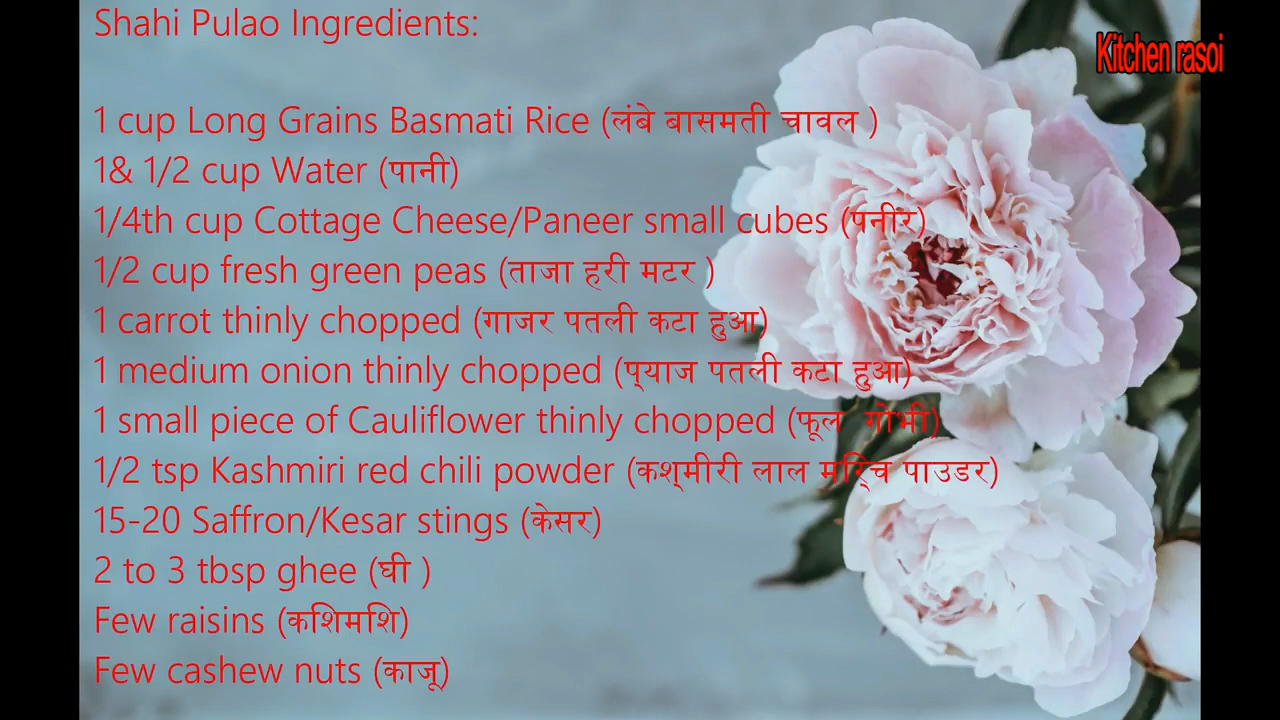 Shahi Pulao Ingredients:
Kitchen rasoi
1 cup Long Grains Basmati Rice (लंबे बासमती चावल )
1& 1/2 cup Water (पानी)
1/4th cup Cottage Cheese/Paneer small cubes (पनीर)
1/2 cup fresh green peas (ताजा हरी मटर )
1 carrot thinly chopped (गाजर पतली कटा हुआ)
1 medium onion thinly chopped (प्‌याज पतली कटा हुआ)
1 small piece of Cauliflower thinly chopped (फूल  गोभी)
1/2 tsp Kashmiri red chili powder (कश्‌मीरी लाल मिर्‌च पाउडर)
15-20 Saffron/Kesar stings (केसर)
2 to 3 tbsp ghee (घी )
Few raisins (किशमिश)
Few cashew nuts (काजू)